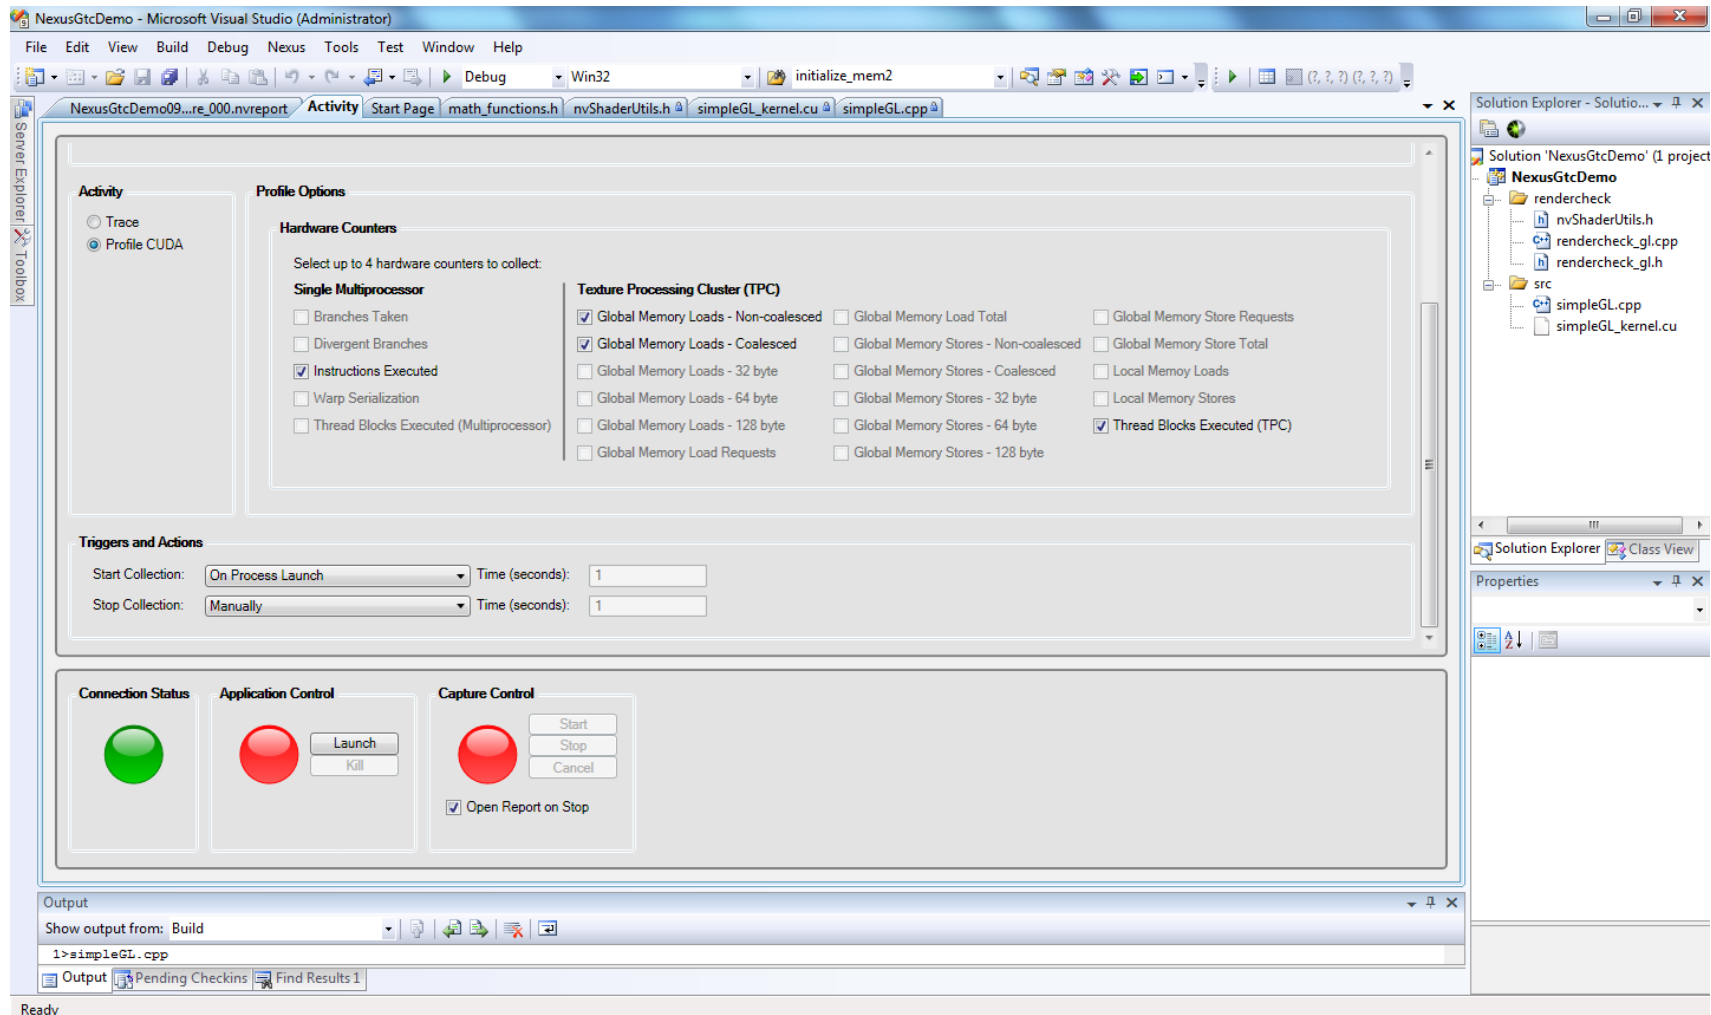 NexusGtcDemo - Microsoft Visual Studio (Administrator)
File Edit View Build Debug Nexus Tools Test Window Help
Debug Win32 initialize_mem2 (?, ?, ?) (?, ?, ?)
NexusGtcDemo09...re_000.nvreport Activity Start Page math_functions.h nvShaderUtils.h simpleGL_kernel.cu simpleGL.cpp
Server Explorer
Toolbox
Activity
Trace
Profile CUDA
Profile Options
Hardware Counters
Select up to 4 hardware counters to collect:
Single Multiprocessor
Branches Taken
Divergent Branches
Instructions Executed
Warp Serialization
Thread Blocks Executed (Multiprocessor)
Texture Processing Cluster (TPC)
Global Memory Loads - Non-coalesced
Global Memory Loads - Coalesced
Global Memory Loads - 32 byte
Global Memory Loads - 64 byte
Global Memory Loads - 128 byte
Global Memory Load Requests
Global Memory Load Total
Global Memory Stores - Non-coalesced
Global Memory Stores - Coalesced
Global Memory Stores - 32 byte
Global Memory Stores - 64 byte
Global Memory Stores - 128 byte
Global Memory Store Requests
Global Memory Store Total
Local Memoy Loads
Local Memory Stores
Thread Blocks Executed (TPC)
Triggers and Actions
Start Collection: On Process Launch Time (seconds): 1
Stop Collection: Manually Time (seconds): 1
Connection Status
Application Control
Launch
Kill
Capture Control
Start
Stop
Cancel
Open Report on Stop
Output
Show output from: Build
1>simpleGL.cpp
Output Pending Checkins Find Results 1
Ready
Solution Explorer - Solutio...
Solution 'NexusGtcDemo' (1 project
NexusGtcDemo
rendercheck
nvShaderUtils.h
rendercheck_gl.cpp
rendercheck_gl.h
src
simpleGL.cpp
simpleGL_kernel.cu
Solution Explorer Class View
Properties